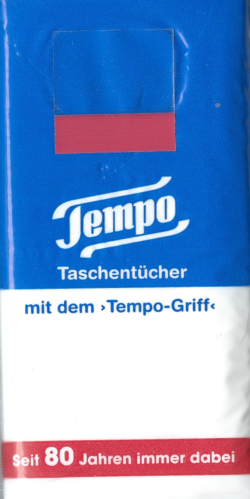 Tempo
Taschentücher
mit dem ›Tempo-Griff‹
Seit 80 Jahren immer dabei